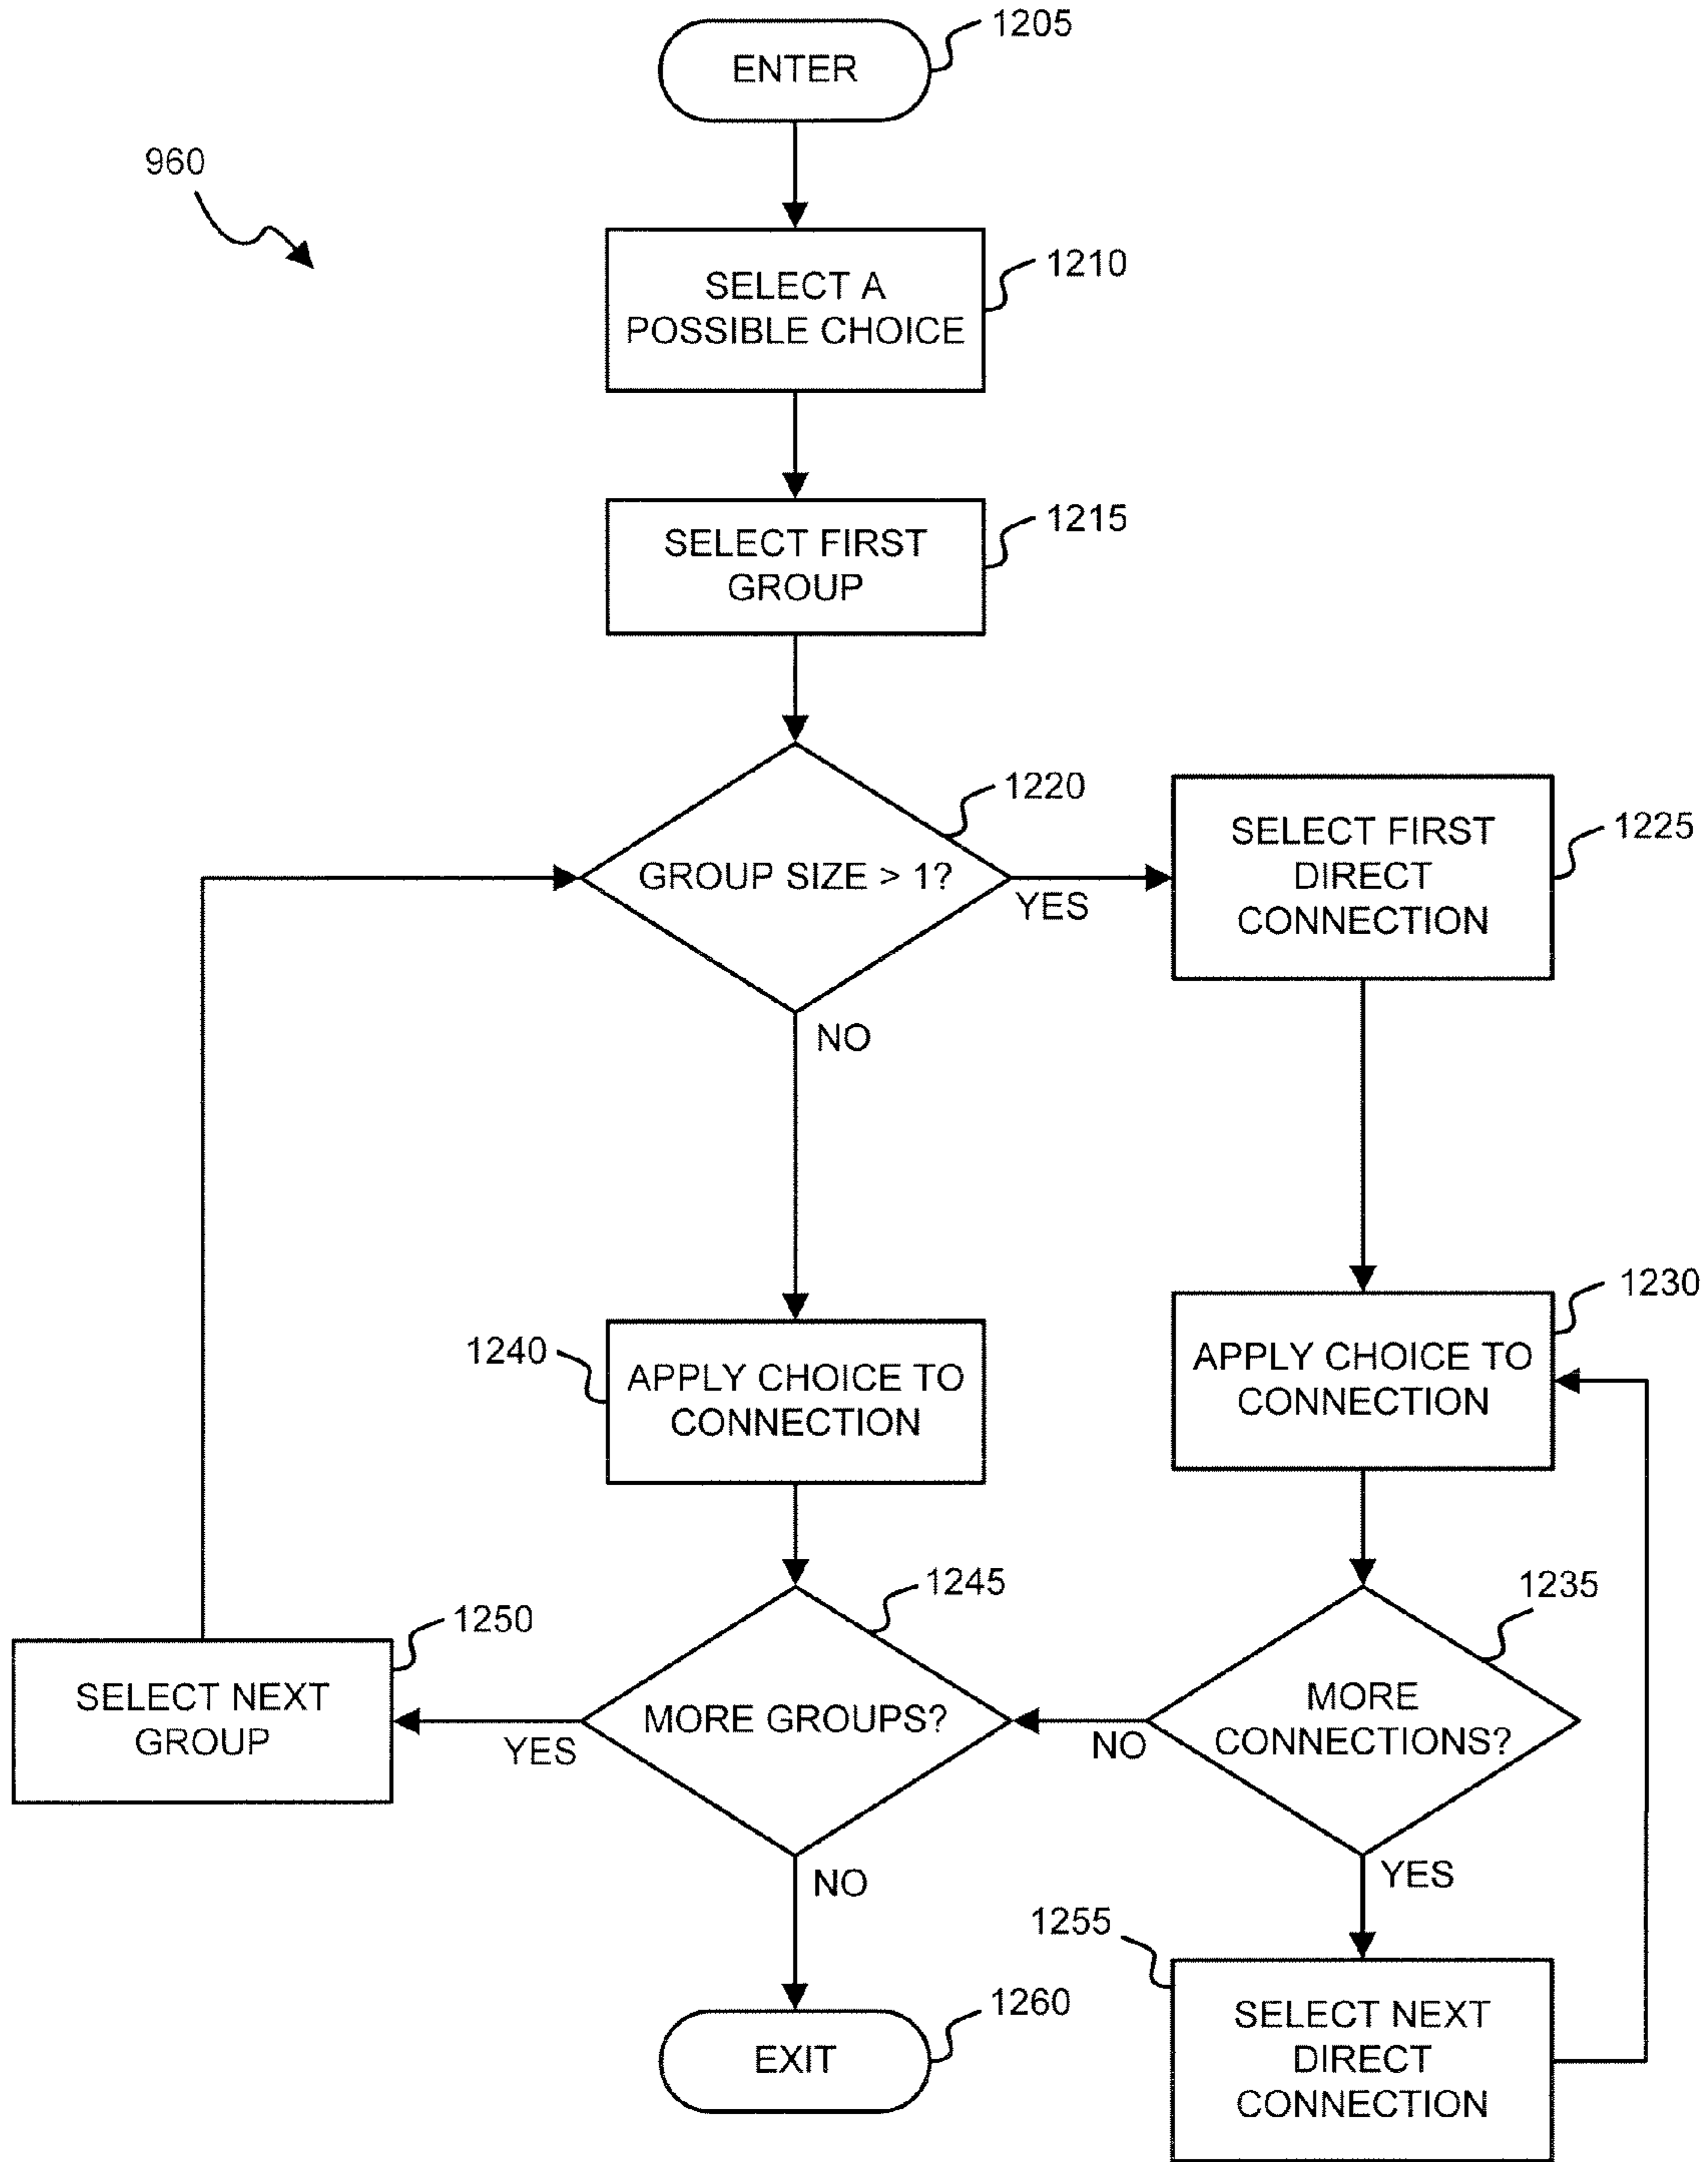 1205
ENTER
960
1210
SELECT A
POSSIBLE CHOICE
1215
SELECT FIRST
GROUP
1220
GROUP SIZE > 1?
YES
NO
1225
SELECT FIRST
DIRECT
CONNECTION
1230
APPLY CHOICE TO
CONNECTION
1240
APPLY CHOICE TO
CONNECTION
1235
MORE
CONNECTIONS?
NO
YES
1245
MORE GROUPS?
YES
NO
1250
SELECT NEXT
GROUP
1255
SELECT NEXT
DIRECT
CONNECTION
1260
EXIT